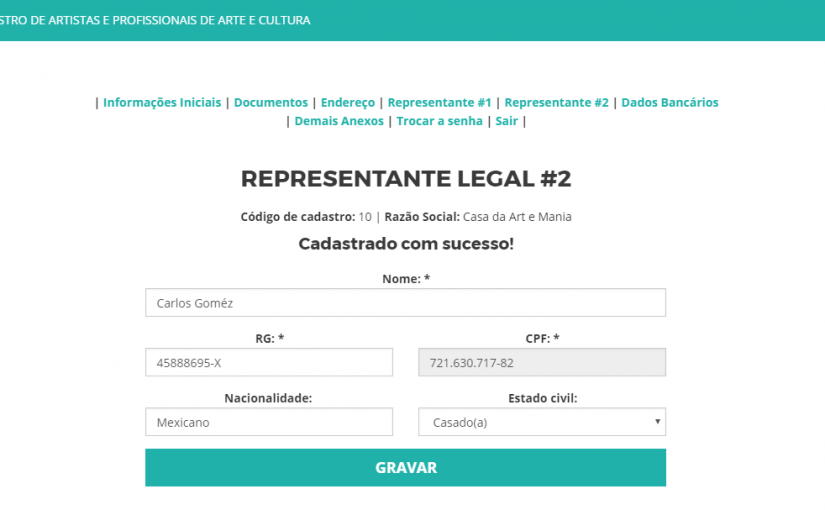 STRO DE ARTISTAS E PROFISSIONAIS DE ARTE E CULTURA
| Informações Iniciais | Documentos | Endereço | Representante #1 | Representante #2 | Dados Bancários
| Demais Anexos | Trocar a senha | Sair |
REPRESENTANTE LEGAL #2
Código de cadastro: 10 | Razão Social: Casa da Art e Mania
Cadastrado com sucesso!
Nome: *
Carlos Goméz
RG: * CPF: *
45888695-X 721.630.717-82
Nacionalidade: Estado civil:
Mexicano Casado(a)
GRAVAR